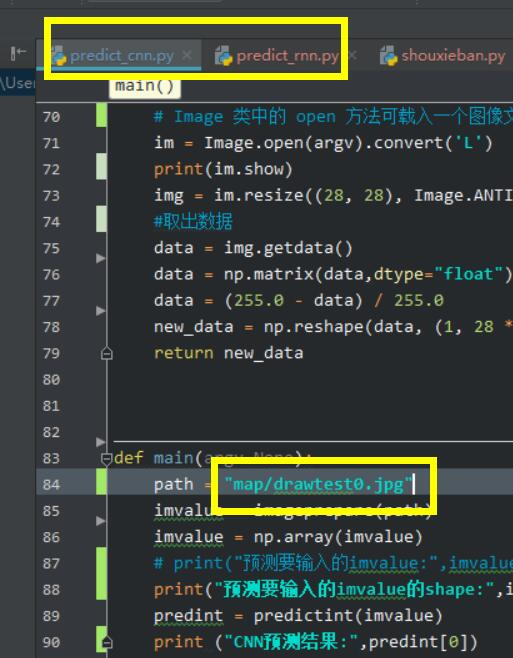 predict_cnn.py predict_rnn.py shouxieban.py
\User
main()
70 # Image 类中的 open 方法可载入一个图像
71 im = Image.open(argv).convert('L')
72 print(im.show)
73 img = im.resize((28, 28), Image.ANTI
74 #取出数据
75 data = img.getdata()
76 data = np.matrix(data,dtype="float")
77 data = (255.0 - data) / 255.0
78 new_data = np.reshape(data, (1, 28 *
79 return new_data
80
81
82
83 def main(argv=None):
84 path = "map/drawtest0.jpg"
85 imvalue = imageprepare(path)
86 imvalue = np.array(imvalue)
87 # print("预测要输入的imvalue:",imvalue
88 print("预测要输入的imvalue的shape:",i
89 predint = predictint(imvalue)
90 print ("CNN预测结果:",predint[0])